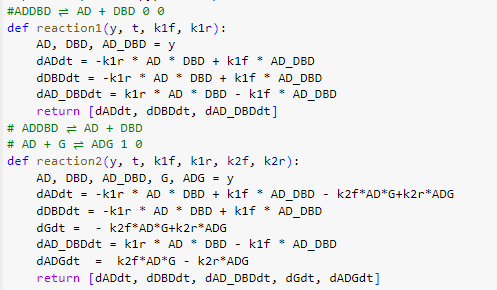 #ADDBD ⇌ AD + DBD 0 0
def reaction1(y, t, k1f, k1r):
    AD, DBD, AD_DBD = y
    dADdt = -k1r * AD * DBD + k1f * AD_DBD
    dDBDdt = -k1r * AD * DBD + k1f * AD_DBD
    dAD_DBDdt = k1r * AD * DBD - k1f * AD_DBD
    return [dADdt, dDBDdt, dAD_DBDdt]
# ADDBD ⇌ AD + DBD
# AD + G ⇌ ADG 1 0
def reaction2(y, t, k1f, k1r, k2f, k2r):
    AD, DBD, AD_DBD, G, ADG = y
    dADdt = -k1r * AD * DBD + k1f * AD_DBD - k2f*AD*G+k2r*ADG
    dDBDdt = -k1r * AD * DBD + k1f * AD_DBD
    dGdt =  - k2f*AD*G+k2r*ADG
    dAD_DBDdt = k1r * AD * DBD - k1f * AD_DBD
    dADGdt  =  k2f*AD*G - k2r*ADG
    return [dADdt, dDBDdt, dAD_DBDdt, dGdt, dADGdt]